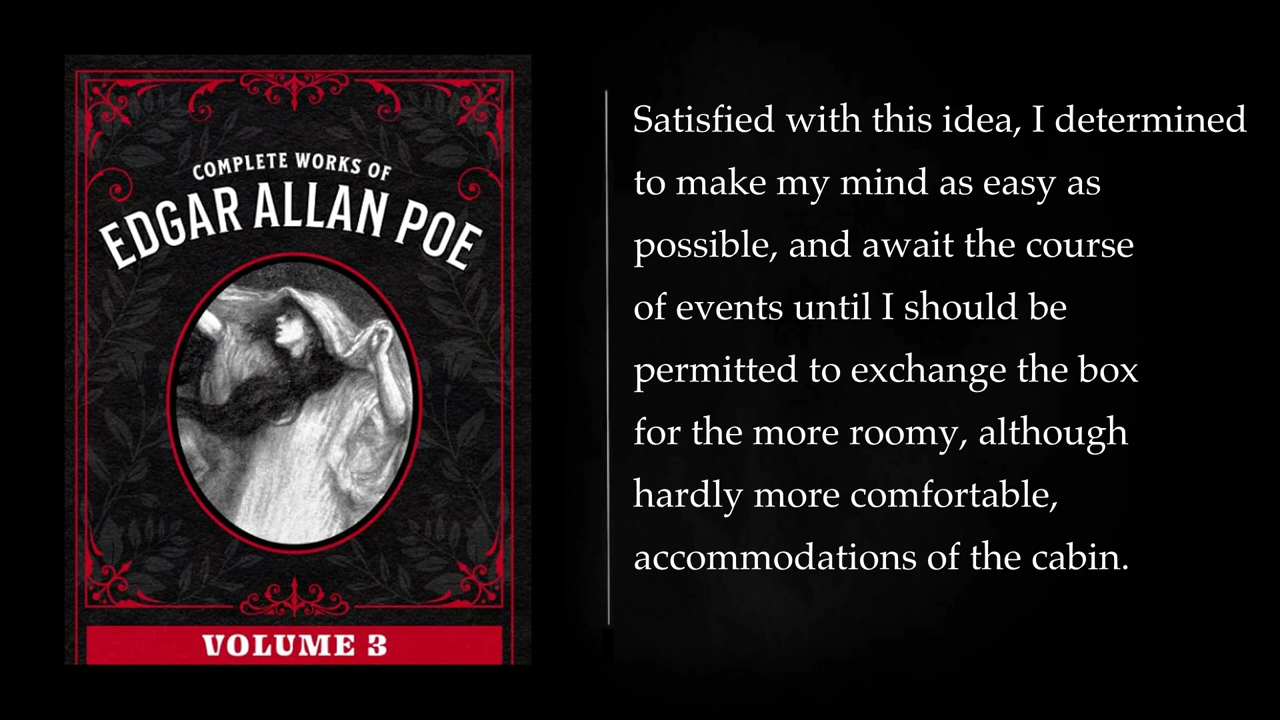 COMPLETE WORKS OF
EDGAR ALLAN POE
VOLUME 3
Satisfied with this idea, I determined
to make my mind as easy as
possible, and await the course
of events until I should be
permitted to exchange the box
for the more roomy, although
hardly more comfortable,
accommodations of the cabin.